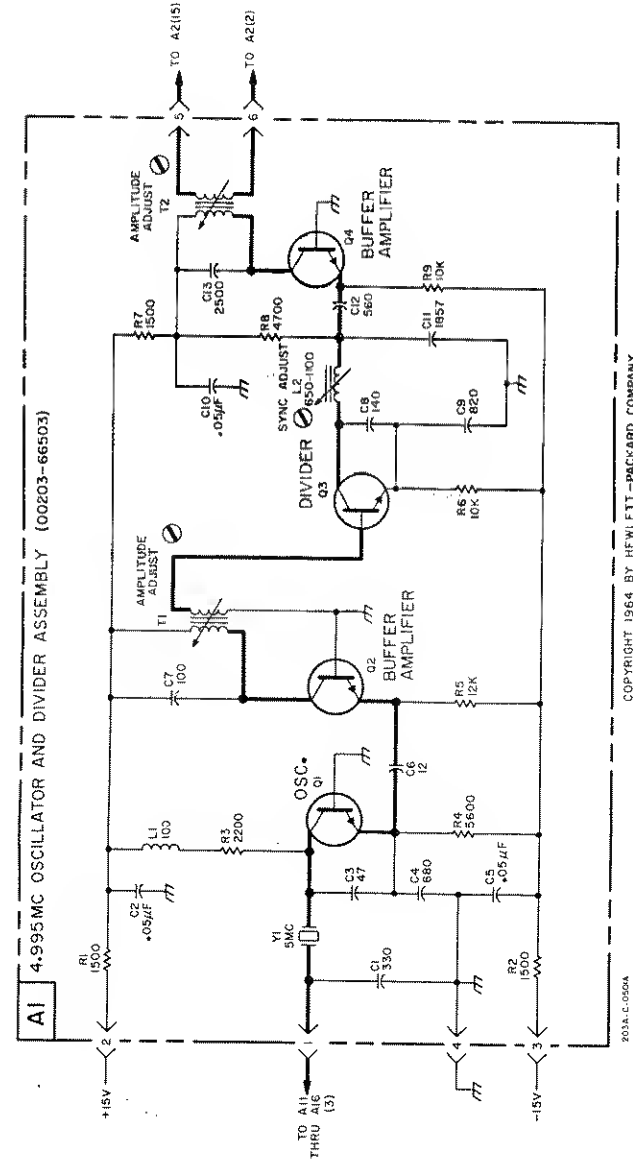 A1
4.995MC OSCILLATOR AND DIVIDER ASSEMBLY (00203-66503)
+15V
2
R1
1500
C2
.05µF
L1
100
R3
2200
C7
100
AMPLITUDE
ADJUST
T1
R7
1500
C10
.05µF
C13
2500
AMPLITUDE
ADJUST
T2
5
TO A2(15)
6
TO A2(2)
TO A11
THRU A16
(3)
1
Y1
5MC
C1
330
C3
47
C4
680
C5
.05µF
OSC.
Q1
R4
5600
C6
12
Q2
BUFFER
AMPLIFIER
R5
12K
DIVIDER
Q3
SYNC ADJUST
L2
650-1100
R8
4700
C8
140
C9
820
R6
10K
C12
560
C11
1857
Q4
BUFFER
AMPLIFIER
R9
10K
4
3
-15V
R2
1500
203A-C-050IA
COPYRIGHT 1964 BY HEWLETT-PACKARD COMPANY